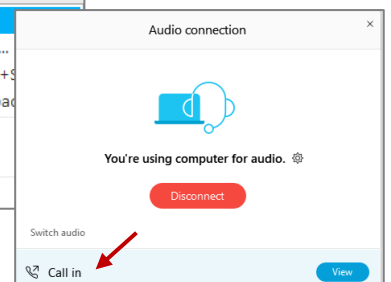 Audio connection
You're using computer for audio.
Disconnect
Switch audio
Call in
View